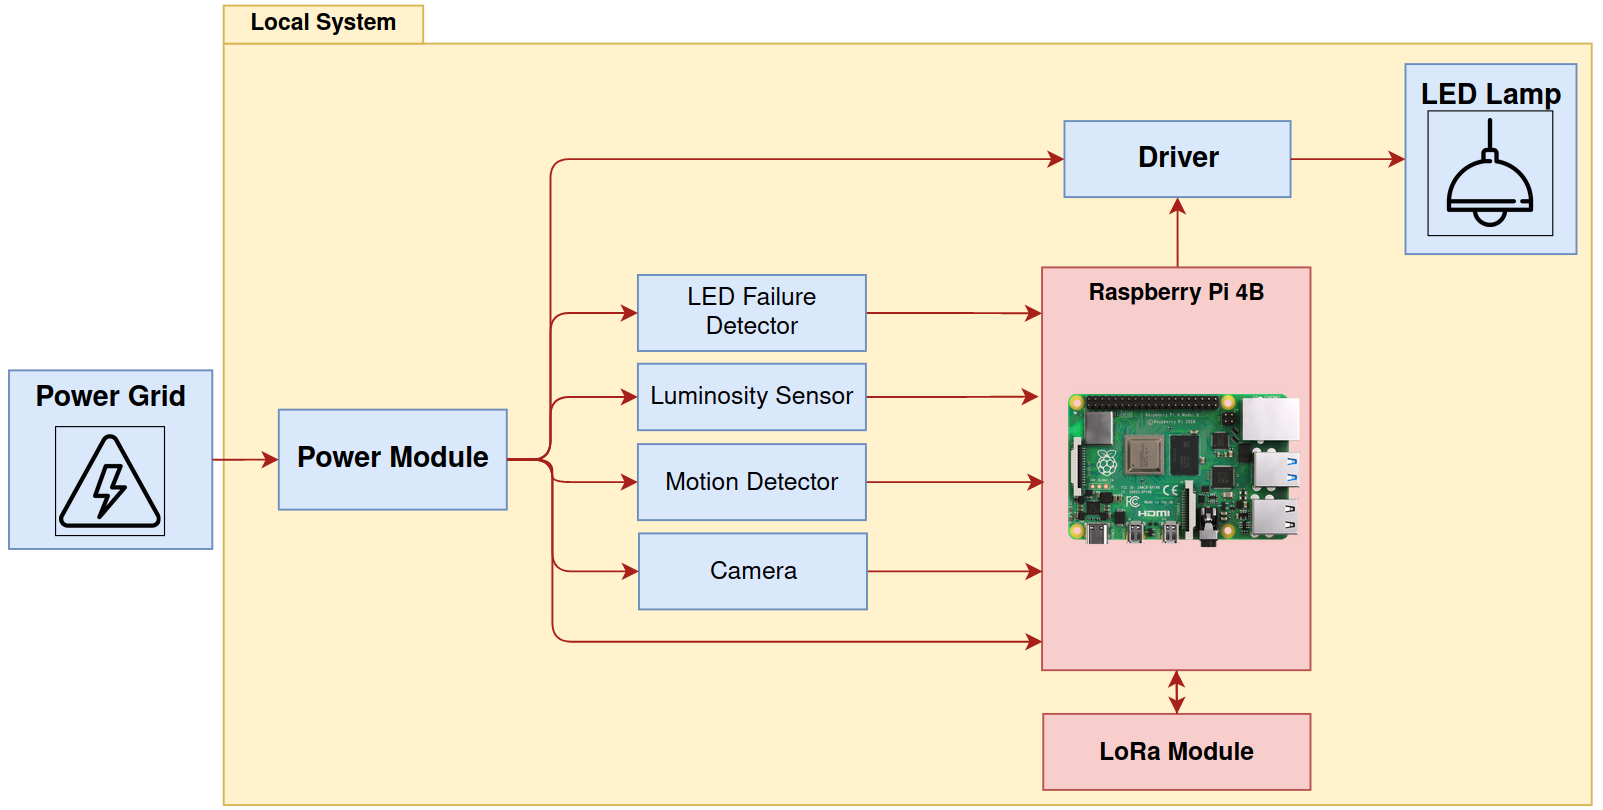 Local System
LED Lamp
Driver
LED Failure
Detector
Raspberry Pi 4B
Power Grid
Luminosity Sensor
Power Module
Motion Detector
HDMI
Camera
LoRa Module